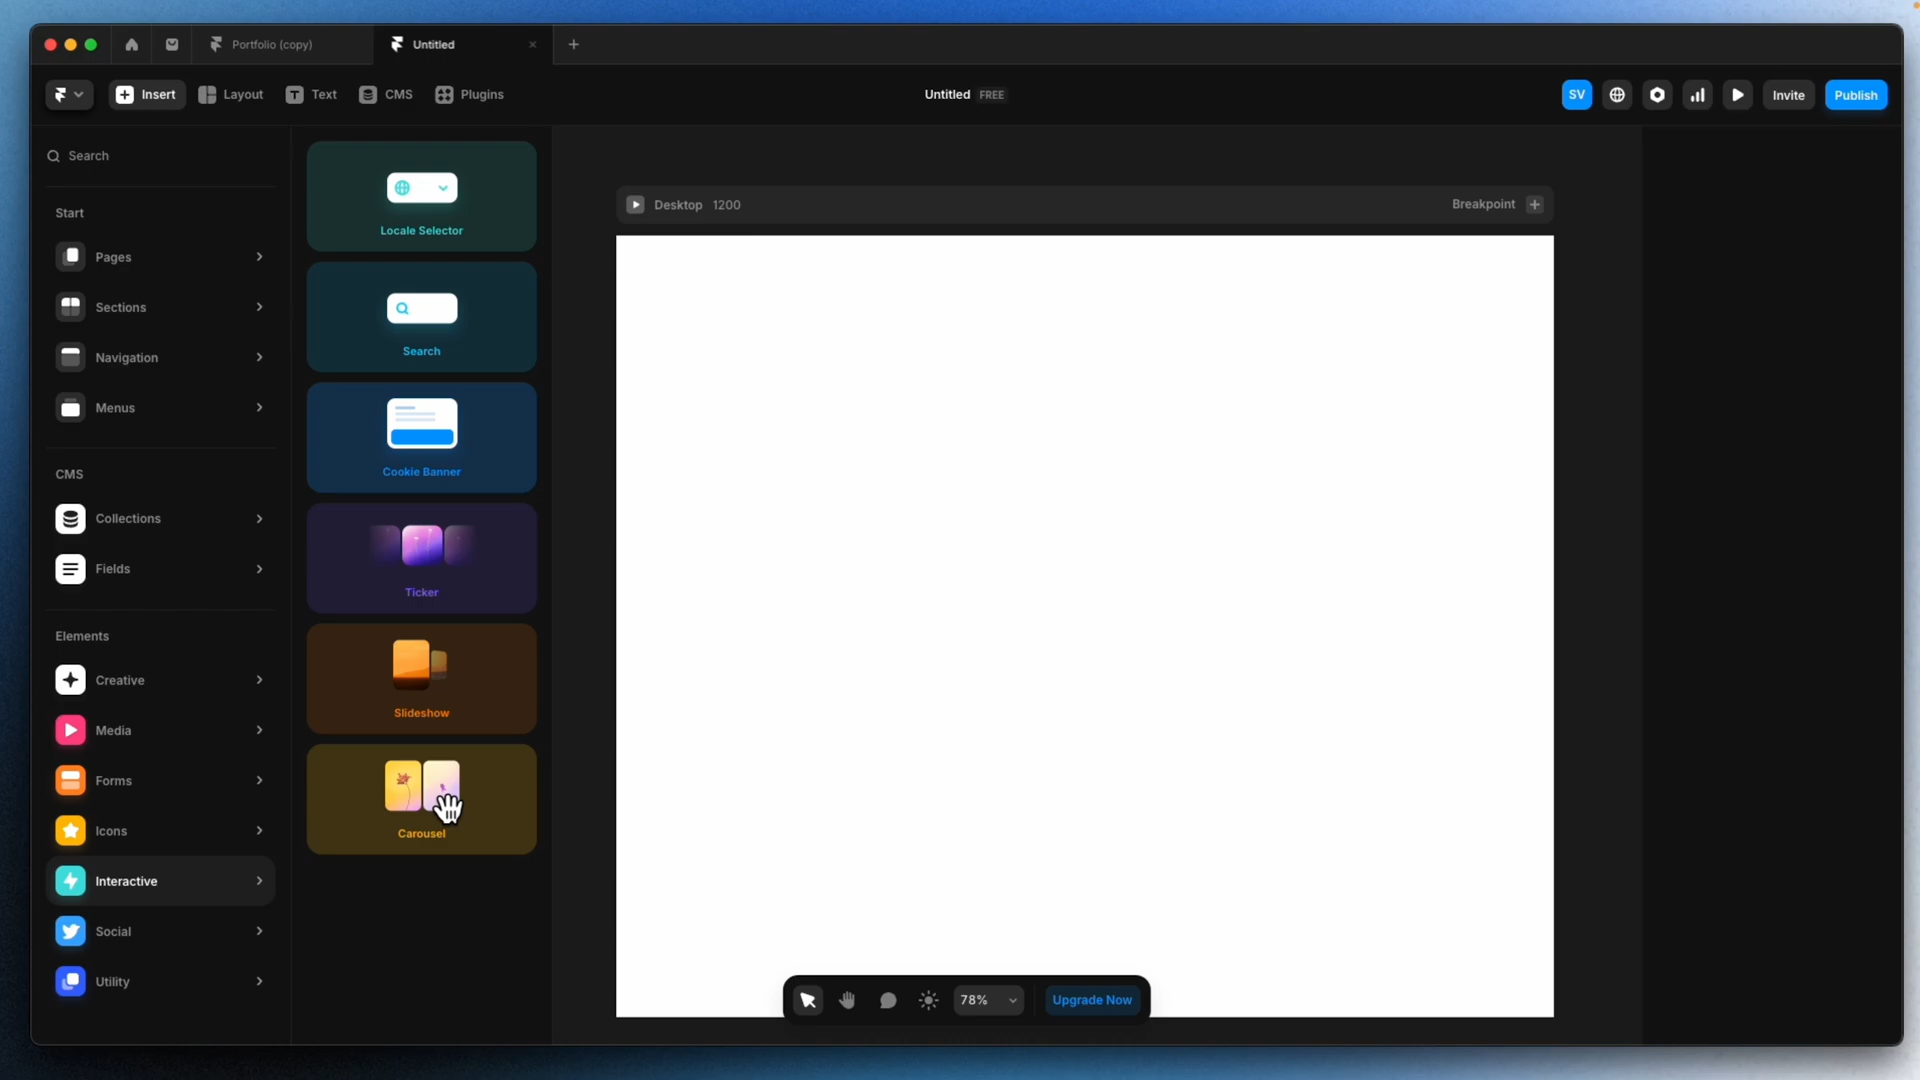 Portfolio (copy)
Untitled
Insert
Layout
Text
CMS
Plugins
Untitled FREE
SV
Invite
Publish
Search
Start
Pages
Sections
Navigation
Menus
CMS
Collections
Fields
Elements
Creative
Media
Forms
Icons
Interactive
Social
Utility
Locale Selector
Search
Cookie Banner
Ticker
Slideshow
Carousel
Desktop 1200
Breakpoint
78%
Upgrade Now